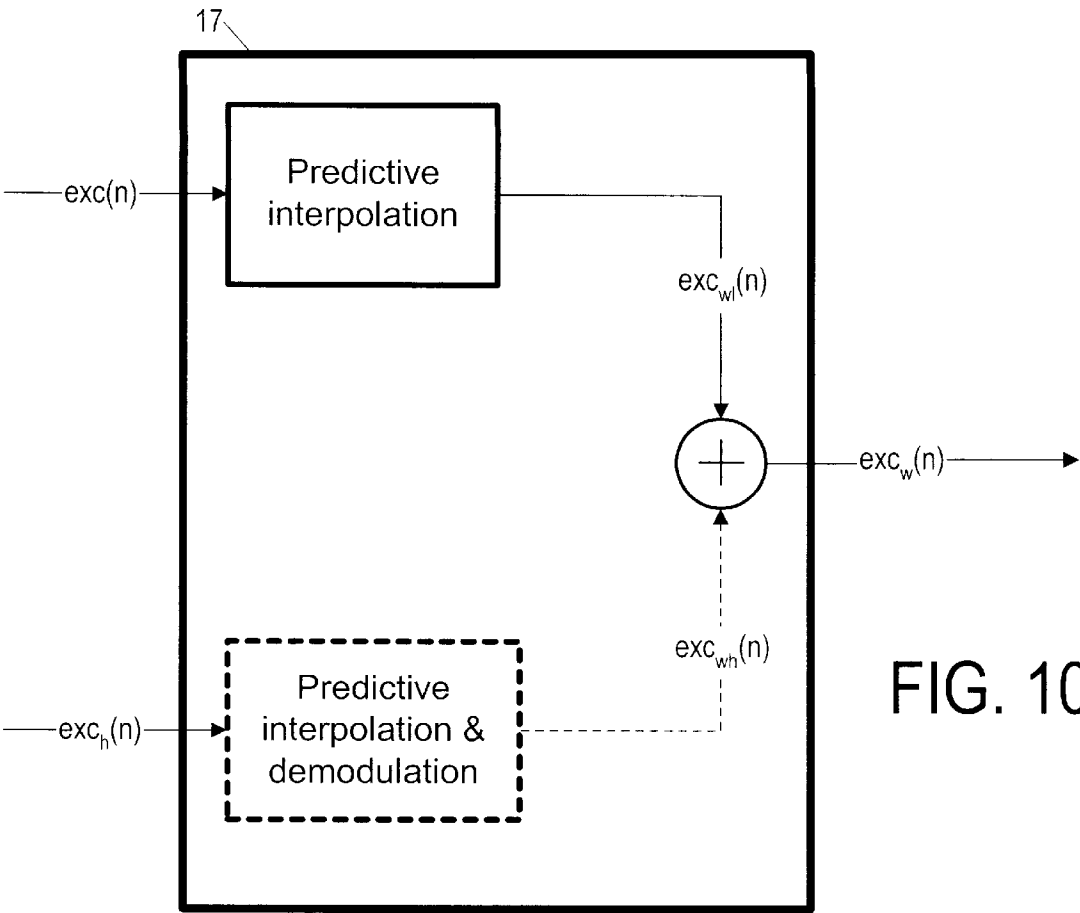 17
Predictive
interpolation
exc(n)
exc_wl(n)
+
exc_w(n)
exc_wh(n)
Predictive
interpolation &
demodulation
exc_h(n)
FIG. 10